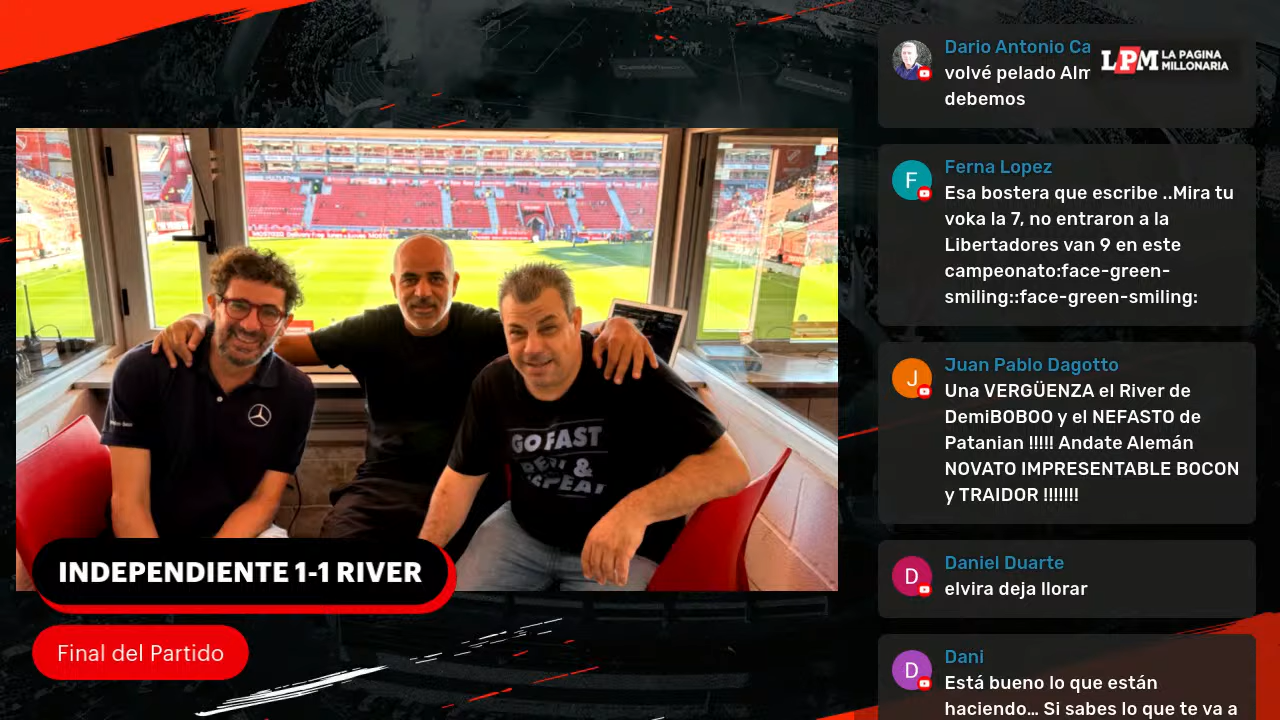 Dario Antonio Ca
volvé pelado Alm
debemos
LPM LA PAGINA
MILLONARIA
F
Ferna Lopez
Esa bostera que escribe ..Mira tu
voka la 7, no entraron a la
Libertadores van 9 en este
campeonato:face-green-
smiling::face-green-smiling:
J
Juan Pablo Dagotto
Una VERGÜENZA el River de
DemiBOBOO y el NEFASTO de
Patanian !!!!! Andate Alemán
NOVATO IMPRESENTABLE BOCON
y TRAIDOR !!!!!!!
D
Daniel Duarte
elvira deja llorar
D
Dani
Está bueno lo que están
haciendo... Si sabes lo que te va a
GO FAST
&
REPEAT
INDEPENDIENTE 1-1 RIVER
Final del Partido